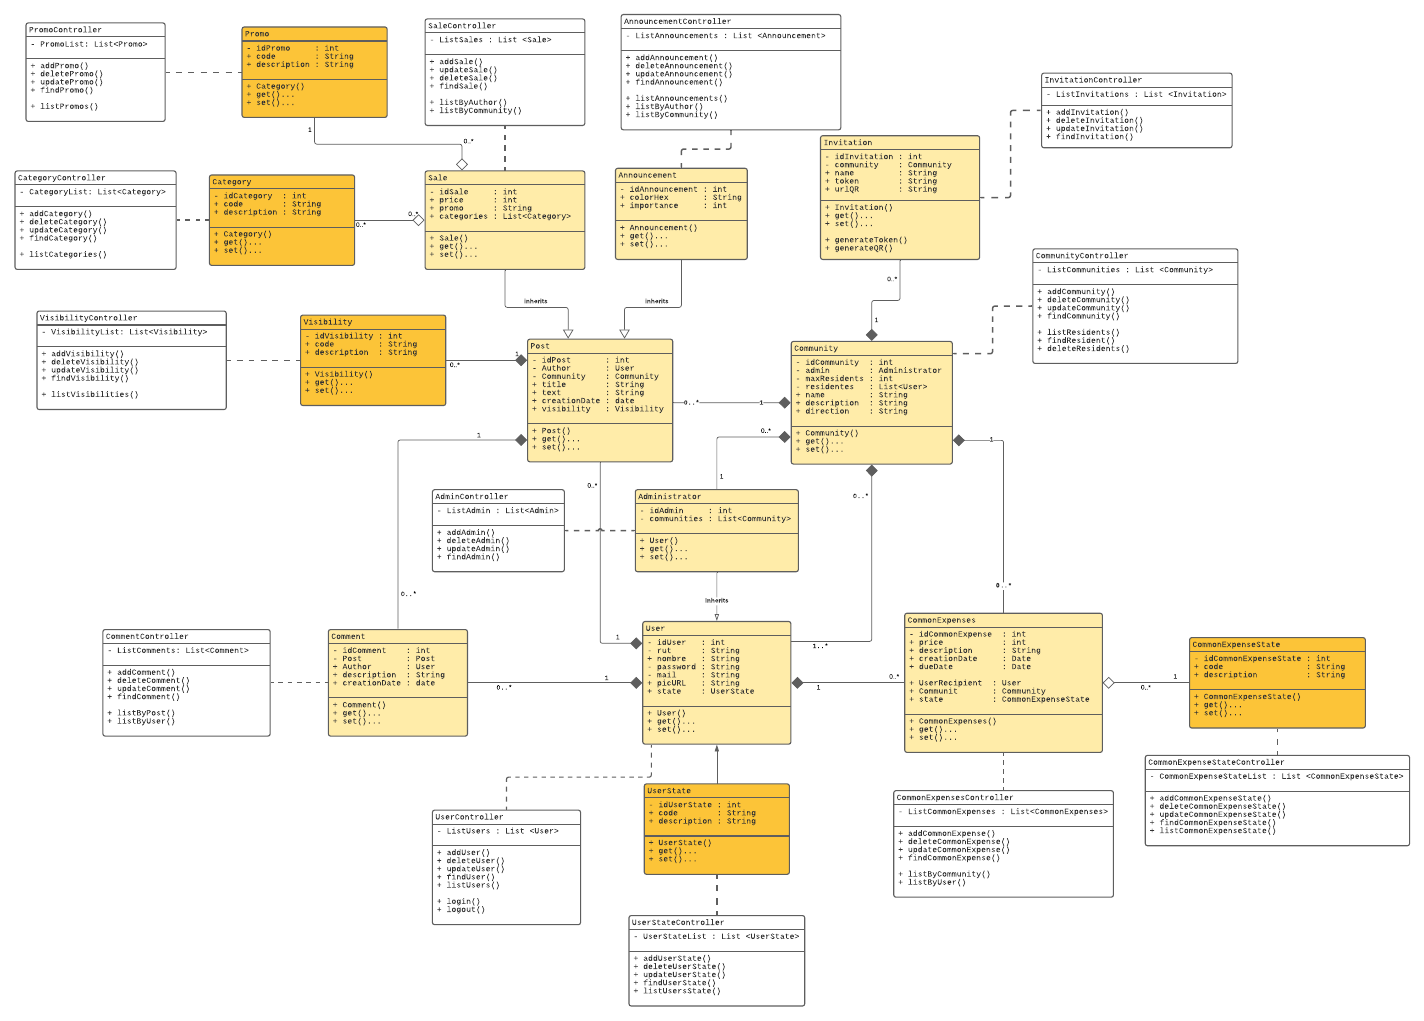 PromoController
- PromoList: List<Promo>
+ addPromo()
+ deletePromo()
+ updatePromo()
+ findPromo()
+ listPromos()
Promo
- idPromo : int
+ code : String
+ description : String
+ Category()
+ get()...
+ set()...
SaleController
- ListSales : List <Sale>
+ addSale()
+ updateSale()
+ deleteSale()
+ findSale()
+ listByAuthor()
+ listByCommunity()
AnnouncementController
- ListAnnouncements : List <Announcement>
+ addAnnouncement()
+ deleteAnnouncement()
+ updateAnnouncement()
+ findAnnouncement()
+ listAnnouncements()
+ listByAuthor()
+ listByCommunity()
InvitationController
- ListInvitations : List <Invitation>
+ addInvitation()
+ deleteInvitation()
+ updateInvitation()
+ findInvitation()
1
0..*
CategoryController
- CategoryList: List<Category>
+ addCategory()
+ deleteCategory()
+ updateCategory()
+ findCategory()
+ listCategories()
Category
- idCategory : int
+ code : String
+ description : String
+ Category()
+ get()...
+ set()...
0..*
0..*
Sale
- idSale : int
+ price : int
+ promo : String
+ categories : List<Category>
+ Sale()
+ get()...
+ set()...
Announcement
- idAnnouncement : int
+ colorHex : String
+ importance : int
+ Announcement()
+ get()...
+ set()...
Invitation
- idInvitation : int
- community : Community
+ name : String
+ token : String
+ urlQR : String
+ Invitation()
+ get()...
+ set()...
+ generateToken()
+ generateQR()
CommunityController
- ListCommunities : List <Community>
+ addCommunity()
+ deleteCommunity()
+ updateCommunity()
+ findCommunity()
+ listResidents()
+ findResident()
+ deleteResidents()
inherits
inherits
0..*
1
VisibilityController
- VisibilityList: List<Visibility>
+ addVisibility()
+ deleteVisibility()
+ updateVisibility()
+ findVisibility()
+ listVisibilities()
Visibility
- idVisibility : int
+ code : String
+ description : String
+ Visibility()
+ get()...
+ set()...
0..*
1
Post
- idPost : int
- Author : User
- Community : Community
+ title : String
+ text : String
+ creationDate : date
+ visibility : Visibility
+ Post()
+ get()...
+ set()...
0..*
1
Community
- idCommunity : int
- admin : Administrator
- maxResidents : int
- residentes : List<User>
+ name : String
+ description : String
+ direction : String
+ Community()
+ get()...
+ set()...
1
0..*
1
1
0..*
0..*
AdminController
- ListAdmin : List<Admin>
+ addAdmin()
+ deleteAdmin()
+ updateAdmin()
+ findAdmin()
Administrator
- idAdmin : int
- communities : List<Community>
+ User()
+ get()...
+ set()...
0..*
inherits
0..*
CommentController
- ListComments: List<Comment>
+ addComment()
+ deleteComment()
+ updateComment()
+ findComment()
+ listByPost()
+ listByUser()
Comment
- idComment : int
- Post : Post
+ Author : User
+ description : String
+ creationDate : date
+ Comment()
+ get()...
+ set()...
0..*
1
1
User
- idUser : int
- rut : String
+ nombre : String
- password : String
- mail : String
+ picURL : String
+ state : UserState
+ User()
+ get()...
+ set()...
1..*
1
0..*
CommonExpenses
- idCommonExpense : int
+ price : int
+ description : String
+ creationDate : Date
+ dueDate : Date
+ UserRecipient : User
+ Communit : Community
+ state : CommonExpenseState
+ CommonExpenses()
+ get()...
+ set()...
0..*
1
CommonExpenseState
- idCommonExpenseState : int
+ code : String
+ description : String
+ CommonExpenseState()
+ get()...
+ set()...
UserController
- ListUsers : List <User>
+ addUser()
+ deleteUser()
+ updateUser()
+ findUser()
+ listUsers()
+ login()
+ logout()
UserState
- idUserState : int
+ code : String
+ description : String
+ UserState()
+ get()...
+ set()...
CommonExpensesController
- ListCommonExpenses : List<CommonExpenses>
+ addCommonExpense()
+ deleteCommonExpense()
+ updateCommonExpense()
+ findCommonExpense()
+ listByCommunity()
+ listByUser()
CommonExpenseStateController
- CommonExpenseStateList : List <CommonExpenseState>
+ addCommonExpenseState()
+ deleteCommonExpenseState()
+ updateCommonExpenseState()
+ findCommonExpenseState()
+ listCommonExpenseState()
UserStateController
- UserStateList : List <UserState>
+ addUserState()
+ deleteUserState()
+ updateUserState()
+ findUserState()
+ listUsersState()